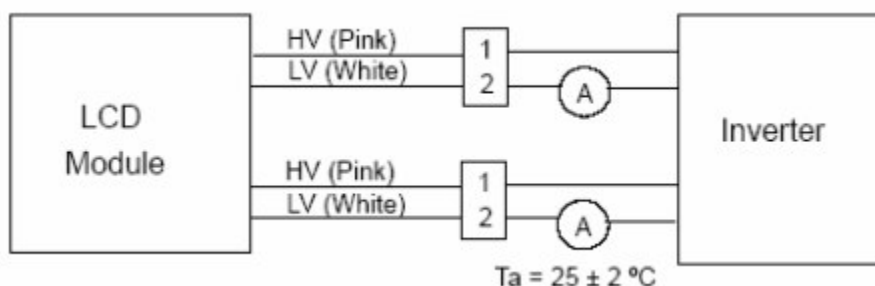 HV (Pink)
1
LV (White)
2
A
LCD
Module
Inverter
HV (Pink)
1
LV (White)
2
A
Ta = 25 ± 2 ºC